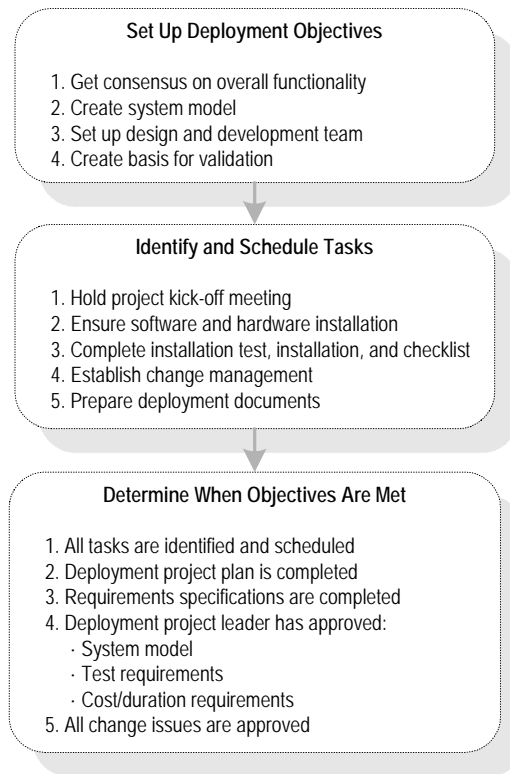 Set Up Deployment Objectives
1. Get consensus on overall functionality
2. Create system model
3. Set up design and development team
4. Create basis for validation
Identify and Schedule Tasks
1. Hold project kick-off meeting
2. Ensure software and hardware installation
3. Complete installation test, installation, and checklist
4. Establish change management
5. Prepare deployment documents
Determine When Objectives Are Met
1. All tasks are identified and scheduled
2. Deployment project plan is completed
3. Requirements specifications are completed
4. Deployment project leader has approved:
· System model
· Test requirements
· Cost/duration requirements
5. All change issues are approved